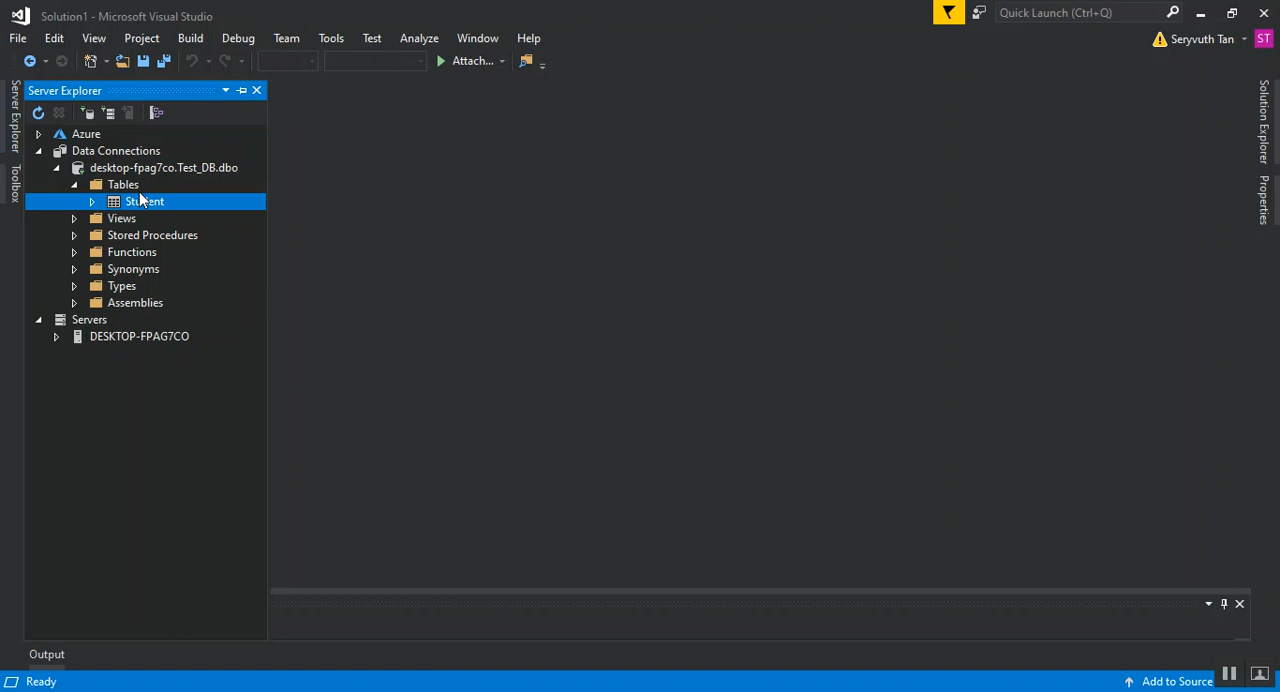 Solution1 - Microsoft Visual Studio
Quick Launch (Ctrl+Q)
File Edit View Project Build Debug Team Tools Test Analyze Window Help
Seryvuth Tan
ST
Attach...
Server Explorer
Toolbox
Server Explorer
Azure
Data Connections
desktop-fpag7co.Test_DB.dbo
Tables
Student
Views
Stored Procedures
Functions
Synonyms
Types
Assemblies
Servers
DESKTOP-FPAG7CO
Solution Explorer
Properties
Output
Ready
Add to Source